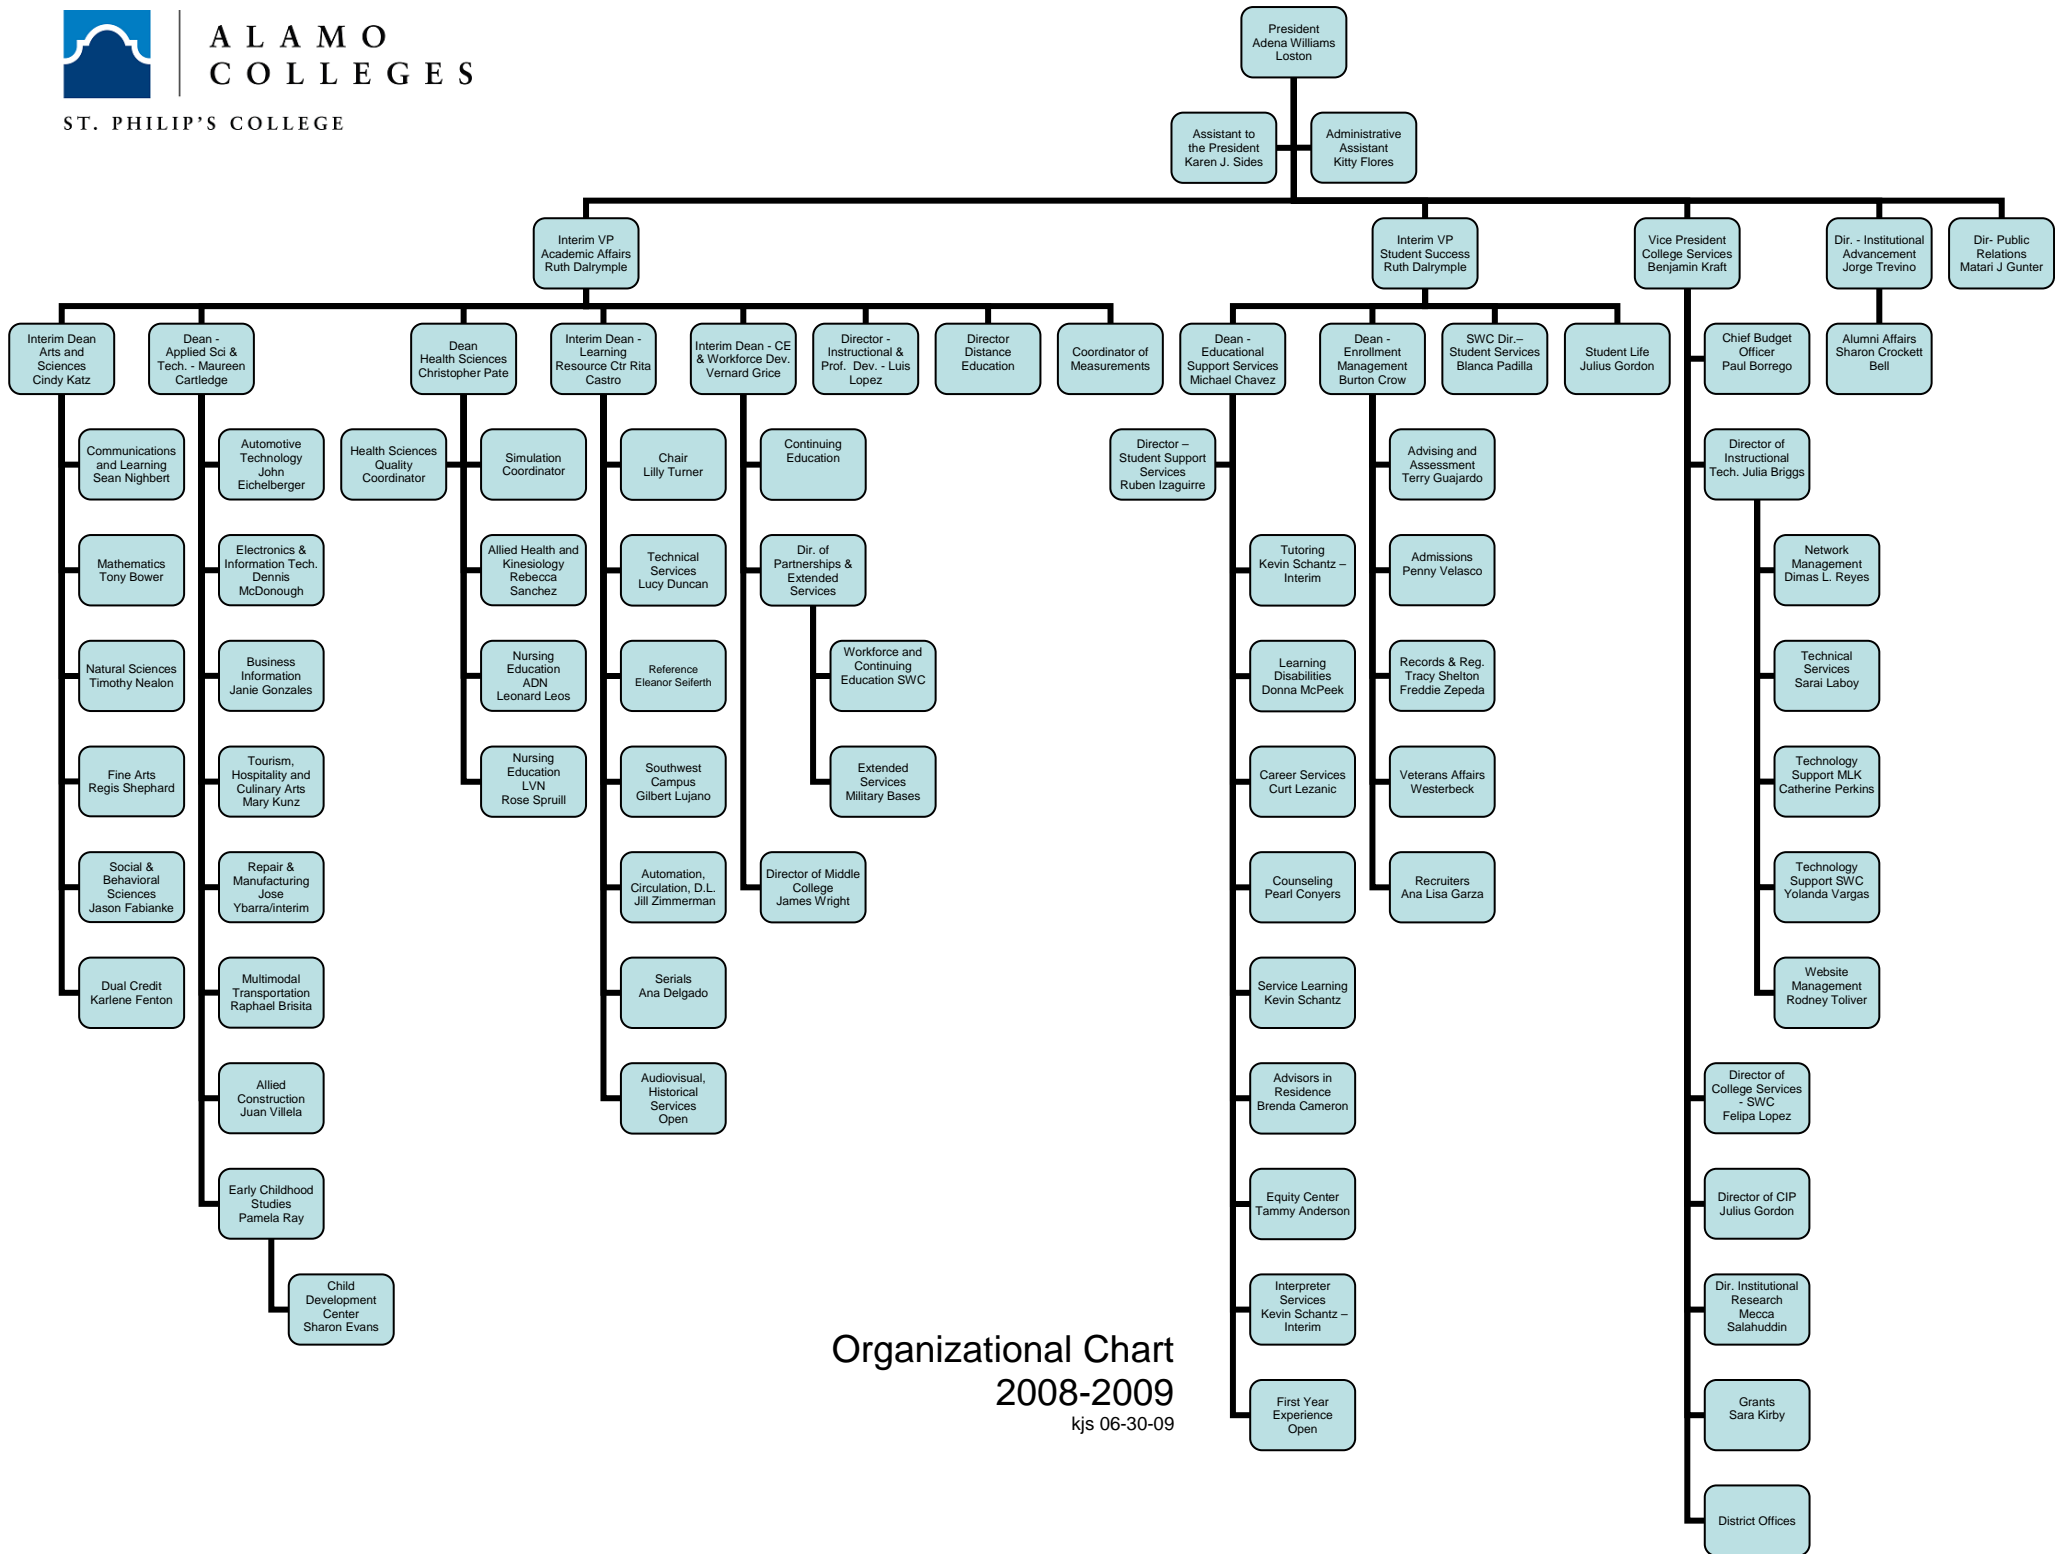 ALAMO
COLLEGES
ST. PHILIP'S COLLEGE
President
Adena Williams
Loston
Assistant to
the President
Karen J. Sides
Administrative
Assistant
Kitty Flores
Interim VP
Academic Affairs
Ruth Dalrymple
Interim VP
Student Success
Ruth Dalrymple
Vice President
College Services
Benjamin Kraft
Dir. - Institutional
Advancement
Jorge Trevino
Dir- Public
Relations
Matari J Gunter
Interim Dean
Arts and
Sciences
Cindy Katz
Dean -
Applied Sci &
Tech. - Maureen
Cartledge
Dean
Health Sciences
Christopher Pate
Interim Dean -
Learning
Resource Ctr Rita
Castro
Interim Dean - CE
& Workforce Dev.
Vernard Grice
Director -
Instructional &
Prof. Dev. - Luis
Lopez
Director
Distance
Education
Coordinator of
Measurements
Dean -
Educational
Support Services
Michael Chavez
Dean -
Enrollment
Management
Burton Crow
SWC Dir.–
Student Services
Blanca Padilla
Student Life
Julius Gordon
Chief Budget
Officer
Paul Borrego
Alumni Affairs
Sharon Crockett
Bell
Communications
and Learning
Sean Nighbert
Automotive
Technology
John
Eichelberger
Health Sciences
Quality
Coordinator
Simulation
Coordinator
Chair
Lilly Turner
Continuing
Education
Director –
Student Support
Services
Ruben Izaguirre
Advising and
Assessment
Terry Guajardo
Director of
Instructional
Tech. Julia Briggs
Mathematics
Tony Bower
Electronics &
Information Tech.
Dennis
McDonough
Allied Health and
Kinesiology
Rebecca
Sanchez
Technical
Services
Lucy Duncan
Dir. of
Partnerships &
Extended
Services
Tutoring
Kevin Schantz –
Interim
Admissions
Penny Velasco
Network
Management
Dimas L. Reyes
Natural Sciences
Timothy Nealon
Business
Information
Janie Gonzales
Nursing
Education
ADN
Leonard Leos
Reference
Eleanor Seiferth
Workforce and
Continuing
Education SWC
Learning
Disabilities
Donna McPeek
Records & Reg.
Tracy Shelton
Freddie Zepeda
Technical
Services
Sarai Laboy
Fine Arts
Regis Shephard
Tourism,
Hospitality and
Culinary Arts
Mary Kunz
Nursing
Education
LVN
Rose Spruill
Southwest
Campus
Gilbert Lujano
Extended
Services
Military Bases
Career Services
Curt Lezanic
Veterans Affairs
Westerbeck
Technology
Support MLK
Catherine Perkins
Social &
Behavioral
Sciences
Jason Fabianke
Repair &
Manufacturing
Jose
Ybarra/interim
Automation,
Circulation, D.L.
Jill Zimmerman
Director of Middle
College
James Wright
Counseling
Pearl Conyers
Recruiters
Ana Lisa Garza
Technology
Support SWC
Yolanda Vargas
Dual Credit
Karlene Fenton
Multimodal
Transportation
Raphael Brisita
Serials
Ana Delgado
Service Learning
Kevin Schantz
Website
Management
Rodney Toliver
Allied
Construction
Juan Villela
Audiovisual,
Historical
Services
Open
Advisors in
Residence
Brenda Cameron
Director of
College Services
- SWC
Felipa Lopez
Early Childhood
Studies
Pamela Ray
Equity Center
Tammy Anderson
Director of CIP
Julius Gordon
Child
Development
Center
Sharon Evans
Interpreter
Services
Kevin Schantz –
Interim
Dir. Institutional
Research
Mecca
Salahuddin
Organizational Chart
2008-2009
kjs 06-30-09
First Year
Experience
Open
Grants
Sara Kirby
District Offices